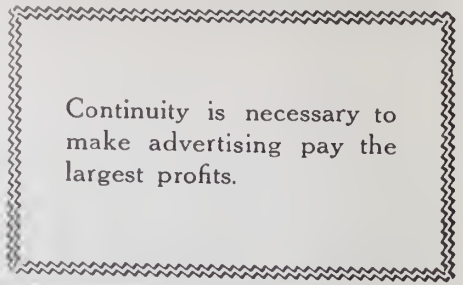 Continuity is necessary to
make advertising pay the
largest profits.